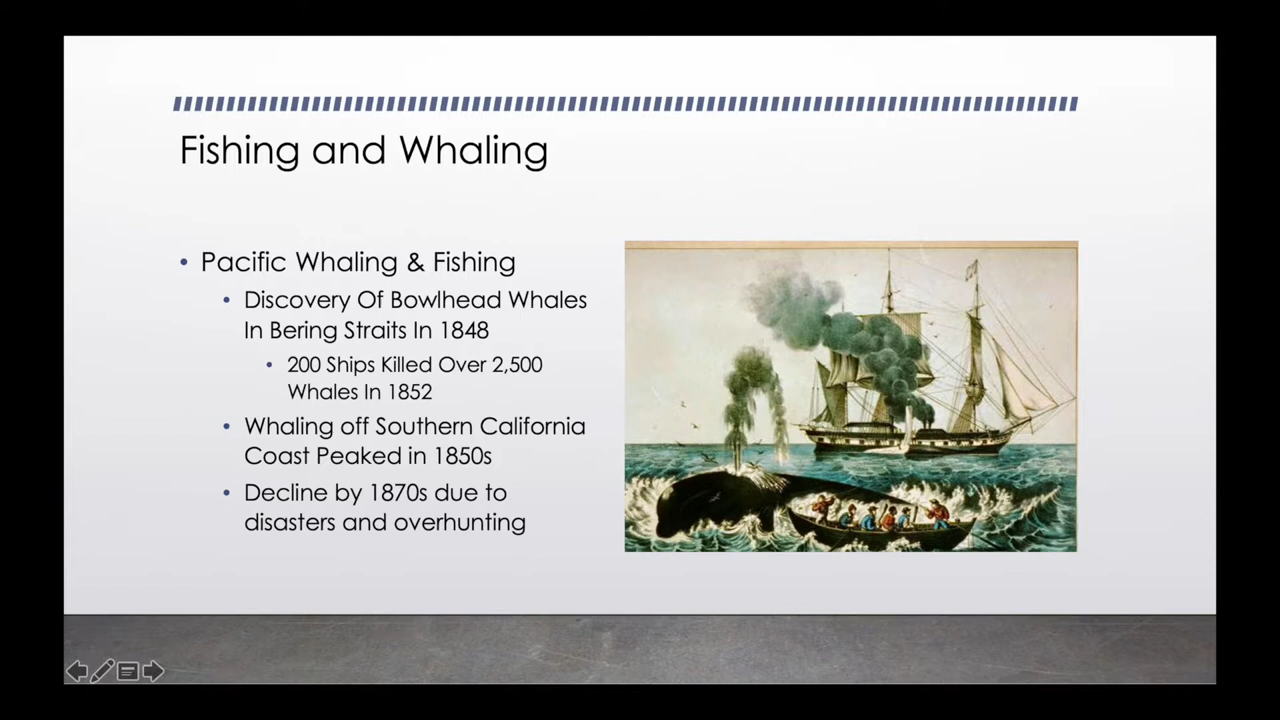 Fishing and Whaling
• Pacific Whaling & Fishing
• Discovery Of Bowlhead Whales
In Bering Straits In 1848
• 200 Ships Killed Over 2,500
Whales In 1852
• Whaling off Southern California
Coast Peaked in 1850s
• Decline by 1870s due to
disasters and overhunting